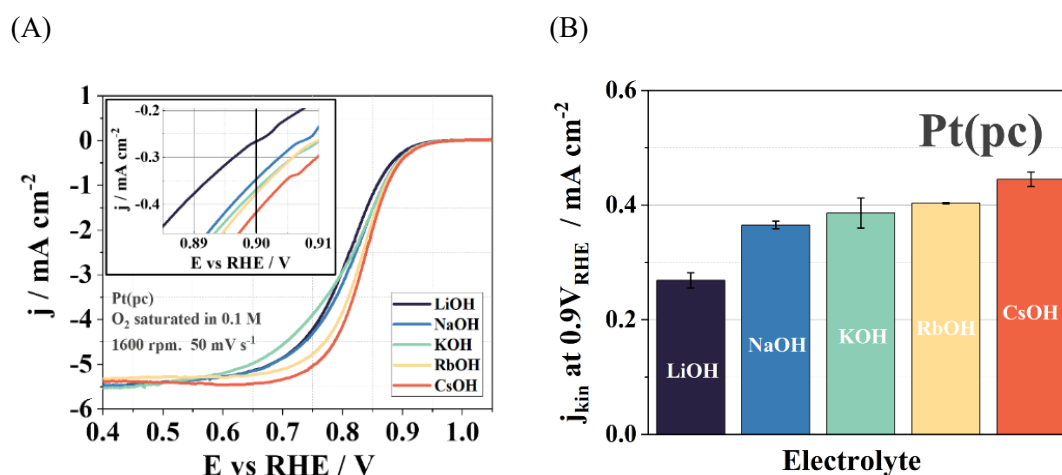 (A)
1
0
-1
-2
-3
-4
-5
-6
j / mA cm⁻²
0.4 0.5 0.6 0.7 0.8 0.9 1.0
E vs RHE / V
-0.2
-0.3
-0.4
j / mA cm⁻²
0.89 0.90 0.91
E vs RHE / V
Pt(pc)
O₂ saturated in 0.1 M
1600 rpm. 50 mV s⁻¹
LiOH
NaOH
KOH
RbOH
CsOH
(B)
0.6
0.4
0.2
0.0
j_kin at 0.9V_RHE / mA cm⁻²
Pt(pc)
LiOH
NaOH
KOH
RbOH
CsOH
Electrolyte